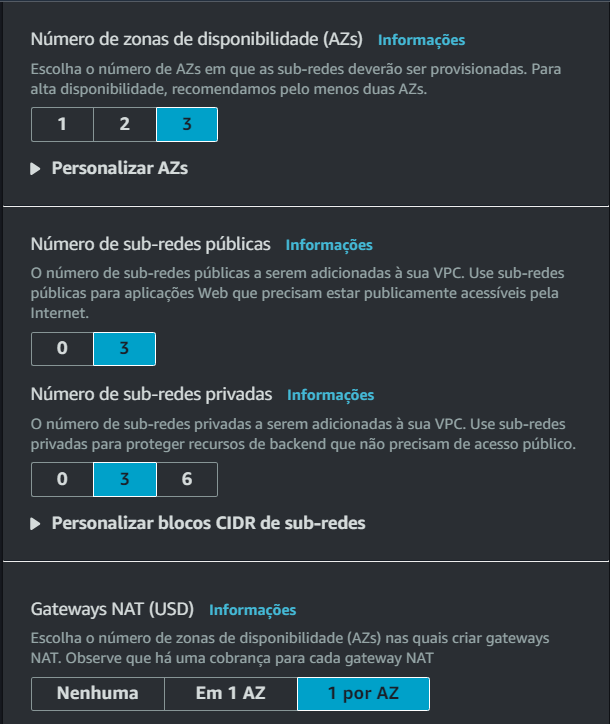 Número de zonas de disponibilidade (AZs) Informações
Escolha o número de AZs em que as sub-redes deverão ser provisionadas. Para
alta disponibilidade, recomendamos pelo menos duas AZs.
1 2 3
Personalizar AZs
Número de sub-redes públicas Informações
O número de sub-redes públicas a serem adicionadas à sua VPC. Use sub-redes
públicas para aplicações Web que precisam estar publicamente acessíveis pela
Internet.
0 3
Número de sub-redes privadas Informações
O número de sub-redes privadas a serem adicionadas à sua VPC. Use sub-redes
privadas para proteger recursos de backend que não precisam de acesso público.
0 3 6
Personalizar blocos CIDR de sub-redes
Gateways NAT (USD) Informações
Escolha o número de zonas de disponibilidade (AZs) nas quais criar gateways
NAT. Observe que há uma cobrança para cada gateway NAT
Nenhuma Em 1 AZ 1 por AZ